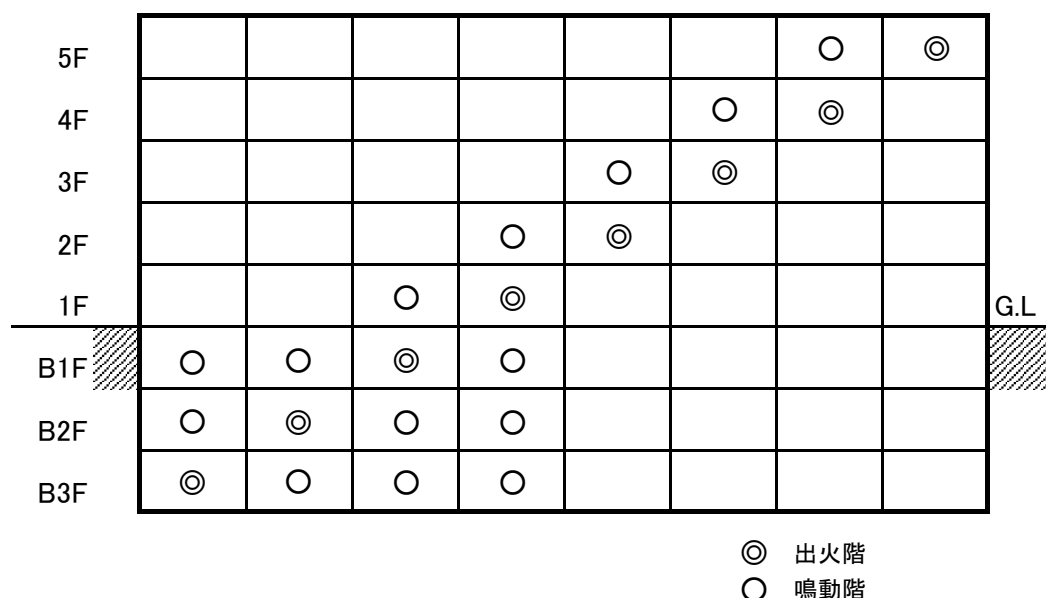 5F ○ ◎
4F ○ ◎
3F ○ ◎
2F ○ ◎
1F ○ ◎
G.L
B1F ○ ○ ◎ ○
B2F ○ ◎ ○ ○
B3F ◎ ○ ○ ○
◎ 出火階
○ 鳴動階